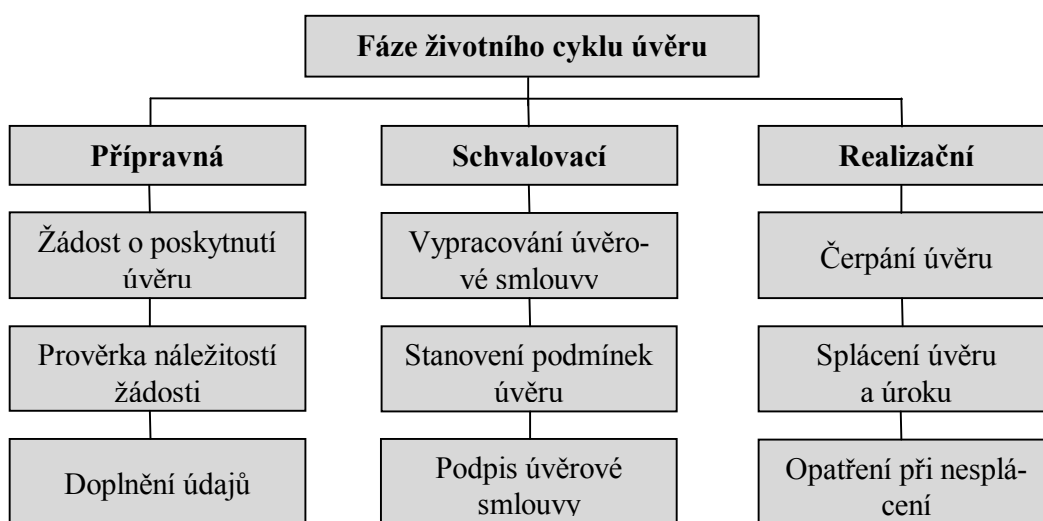 Fáze životního cyklu úvěru
Přípravná
Schvalovací
Realizační
Žádost o poskytnutí
úvěru
Vypracování úvěro-
vé smlouvy
Čerpání úvěru
Prověrka náležitostí
žádosti
Stanovení podmínek
úvěru
Splácení úvěru
a úroku
Doplnění údajů
Podpis úvěrové
smlouvy
Opatření při nesplá-
cení